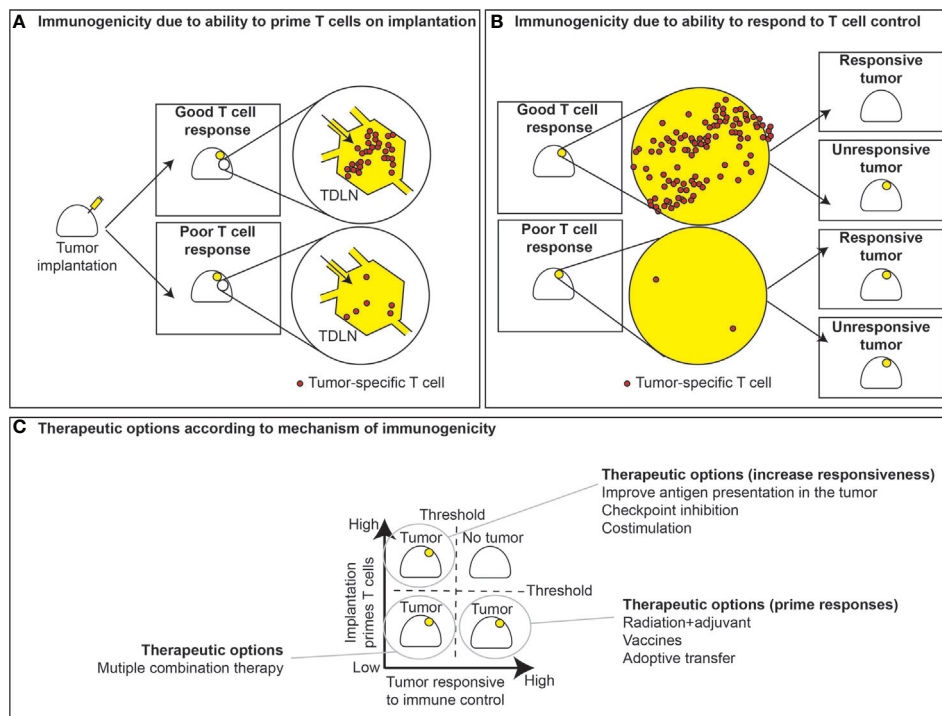 A Immunogenicity due to ability to prime T cells on implantation
Good T cell
response
TDLN
Tumor
implantation
Poor T cell
response
TDLN
Tumor-specific T cell
B Immunogenicity due to ability to respond to T cell control
Good T cell
response
Responsive
tumor
Unresponsive
tumor
Poor T cell
response
Responsive
tumor
Unresponsive
tumor
Tumor-specific T cell
C Therapeutic options according to mechanism of immunogenicity
Therapeutic options (increase responsiveness)
Improve antigen presentation in the tumor
Checkpoint inhibition
Costimulation
Threshold
High
Tumor
No tumor
Implantation
primes T cells
Threshold
Tumor
Tumor
Therapeutic options (prime responses)
Radiation+adjuvant
Vaccines
Adoptive transfer
Therapeutic options
Mutiple combination therapy
Low
High
Tumor responsive
to immune control